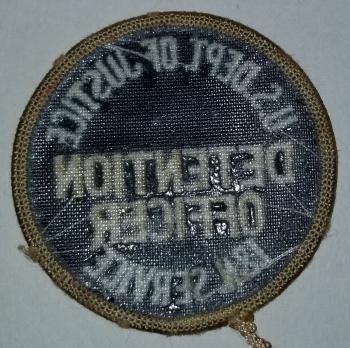 U.S. DEPT. OF JUSTICE
DETENTION
OFFICER
I&N SERVICE